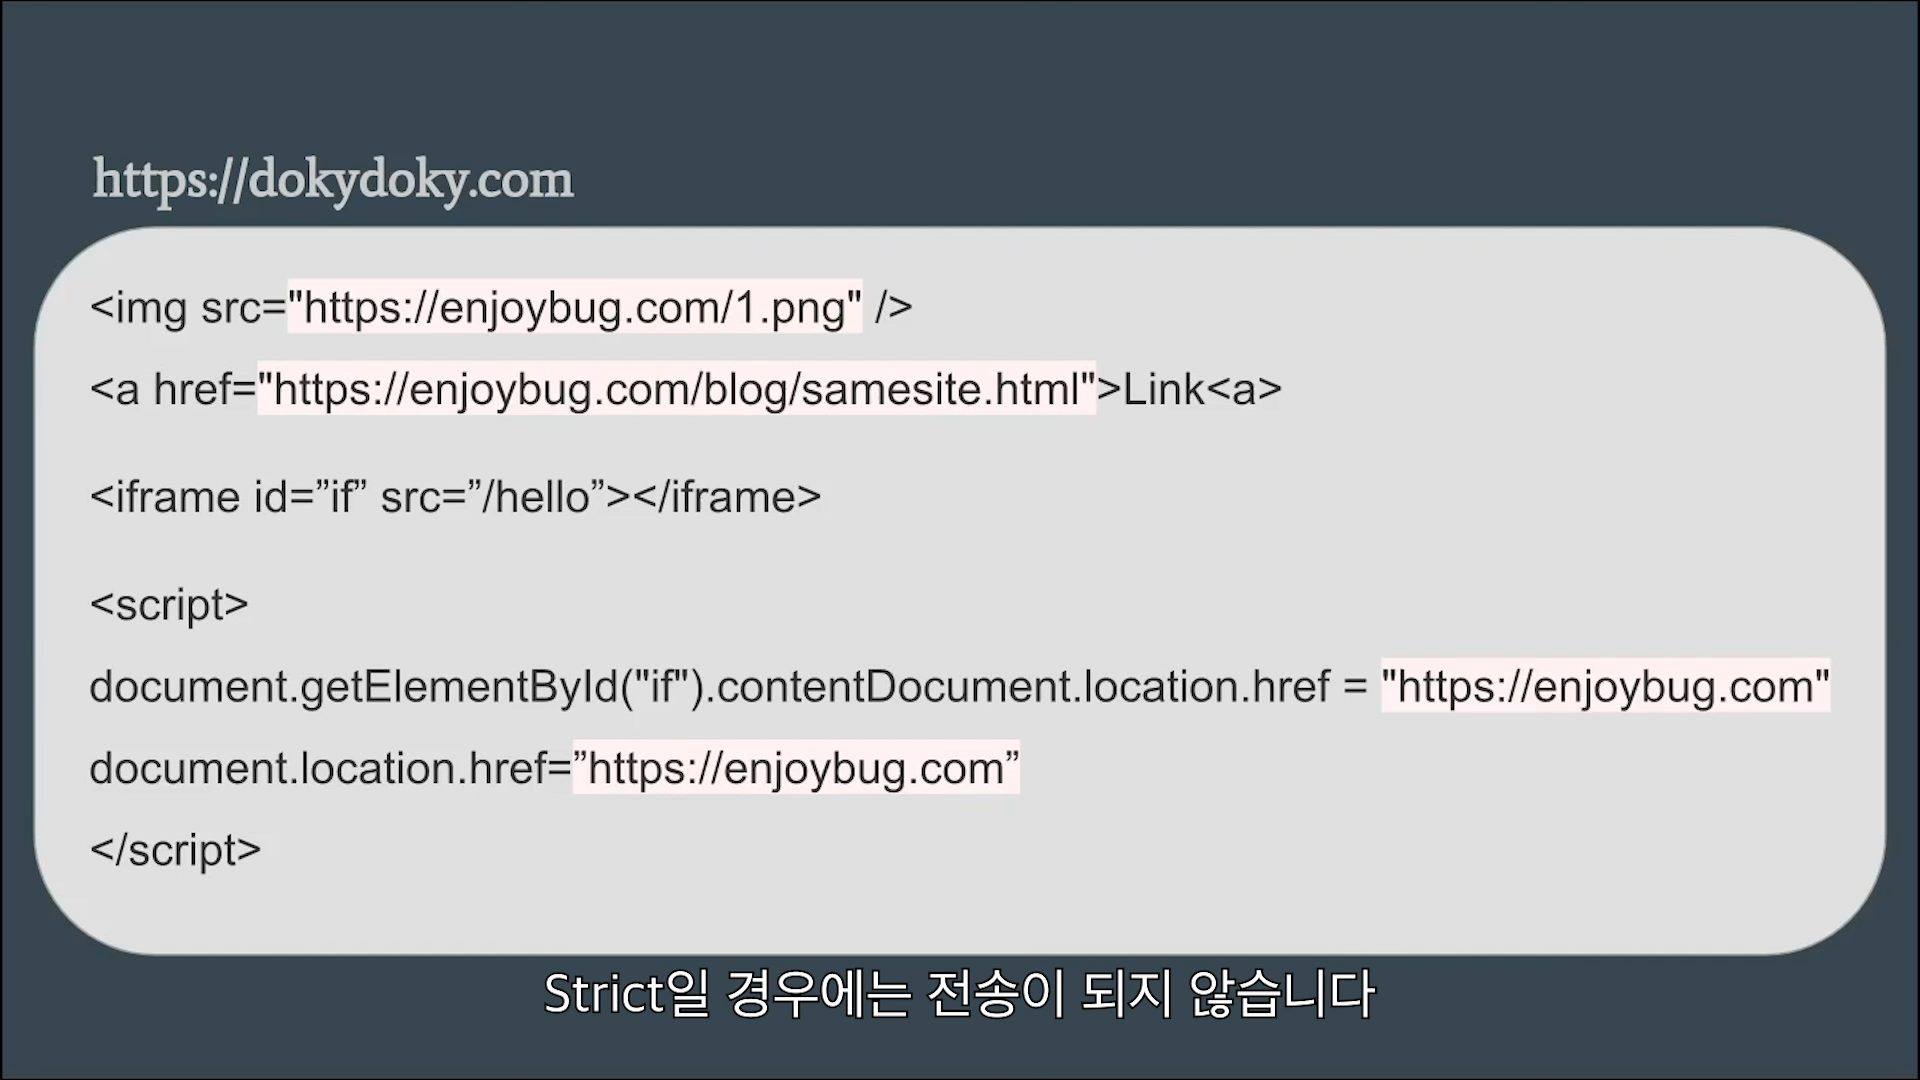 https://dokydoky.com
<img src="https://enjoybug.com/1.png" />
<a href="https://enjoybug.com/blog/samesite.html">Link<a>
<iframe id=”if” src=”/hello”></iframe>
<script>
document.getElementById("if").contentDocument.location.href = "https://enjoybug.com"
document.location.href=”https://enjoybug.com”
</script>
Strict일 경우에는 전송이 되지 않습니다